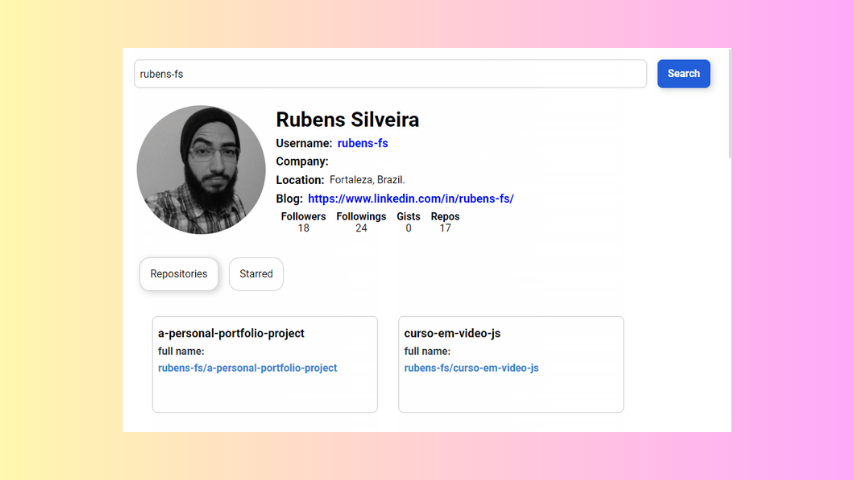 rubens-fs
Search
Rubens Silveira
Username: rubens-fs
Company:
Location: Fortaleza, Brazil.
Blog: https://www.linkedin.com/in/rubens-fs/
Followers Followings Gists Repos
18 24 0 17
Repositories Starred
a-personal-portfolio-project
full name:
rubens-fs/a-personal-portfolio-project
curso-em-video-js
full name:
rubens-fs/curso-em-video-js